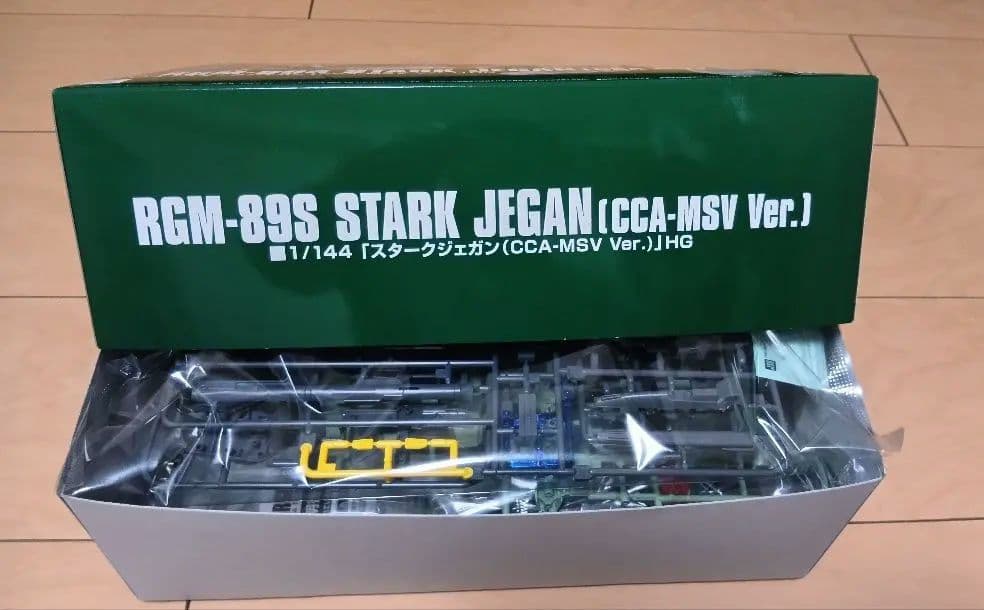 RGM-89S STARK JEGAN(CCA-MSV Ver.)
■1/144「スタークジェガン(CCA-MSV Ver.)」HG